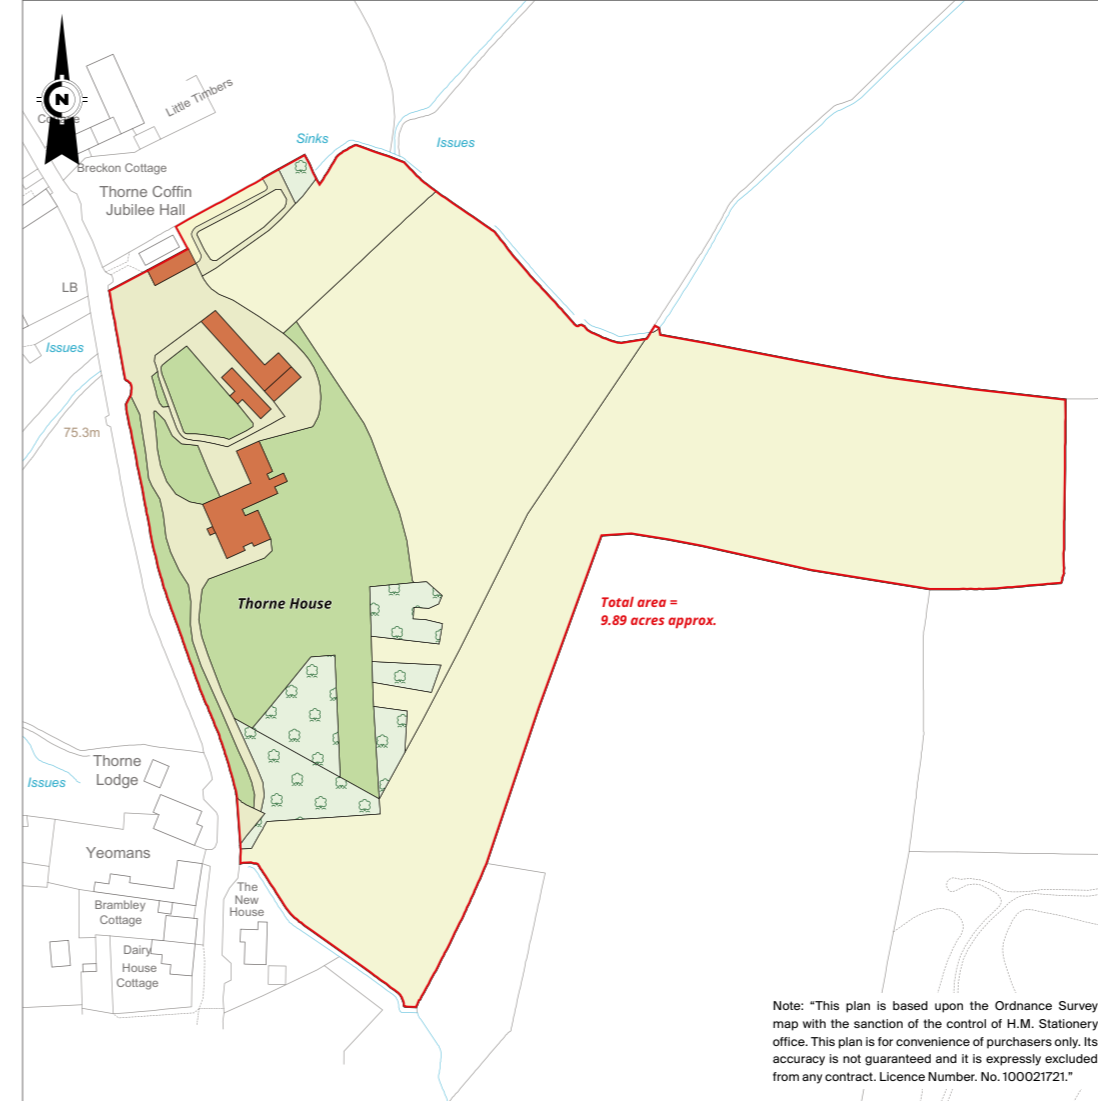 N
Little Timbers
Sinks
Issues
Breckon Cottage
Thorne Coffin
Jubilee Hall
LB
Issues
75.3m
Thorne House
Total area =
9.89 acres approx.
Thorne
Lodge
Issues
Yeomans
The
New
House
Brambley
Cottage
Dairy
House
Cottage
Note: “This plan is based upon the Ordnance Survey
map with the sanction of the control of H.M. Stationery
office. This plan is for convenience of purchasers only. Its
accuracy is not guaranteed and it is expressly excluded
from any contract. Licence Number. No. 100021721.”